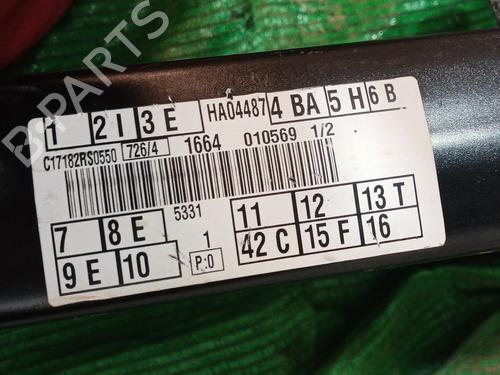 1 2 I 3 E HA04487 4 BA 5 H 6 B
C17182RS0550 726/4 1664 010569 1/2
7 8 E 5331 11 12 13 T
9 E 10 1 P:0 42 C 15 F 16
B-PARTS